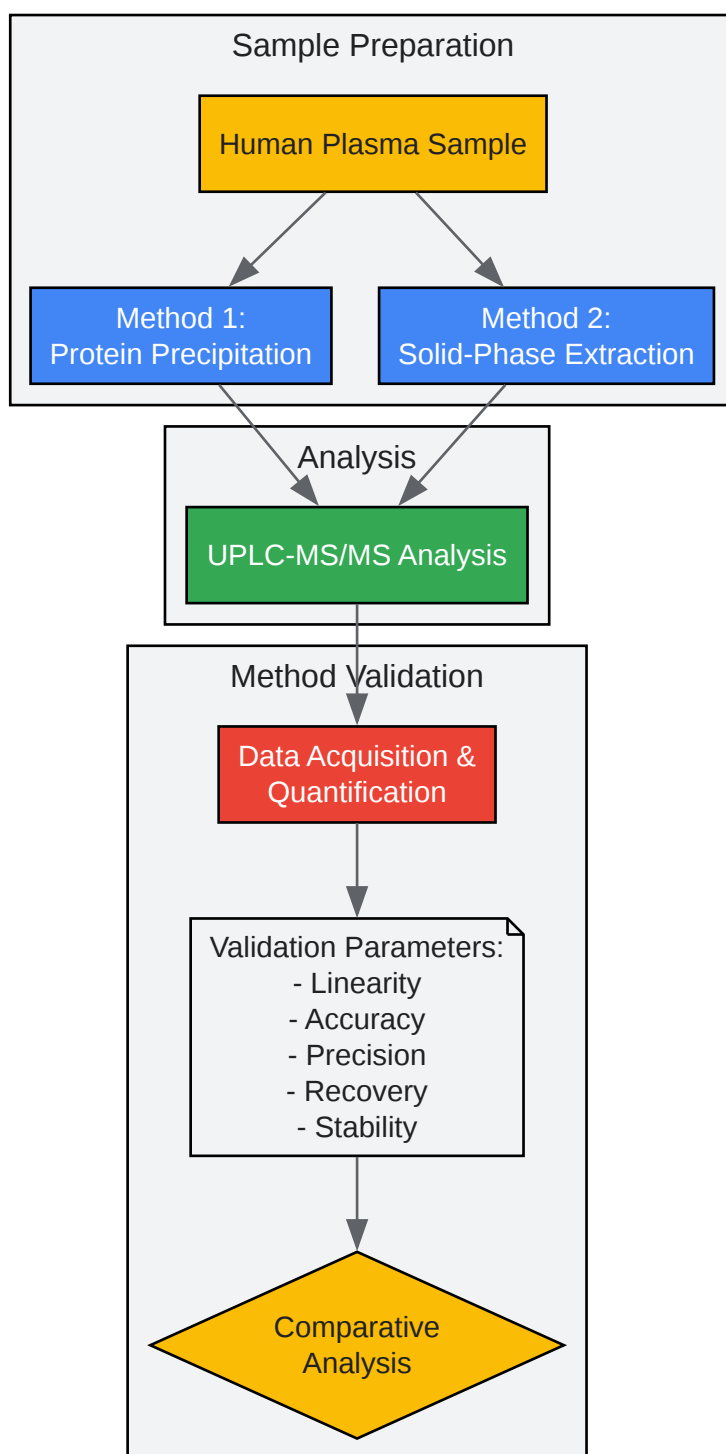 Sample Preparation
Human Plasma Sample
Method 1:
Protein Precipitation
Method 2:
Solid-Phase Extraction
Analysis
UPLC-MS/MS Analysis
Method Validation
Data Acquisition &
Quantification
Validation Parameters:
- Linearity
- Accuracy
- Precision
- Recovery
- Stability
Comparative
Analysis